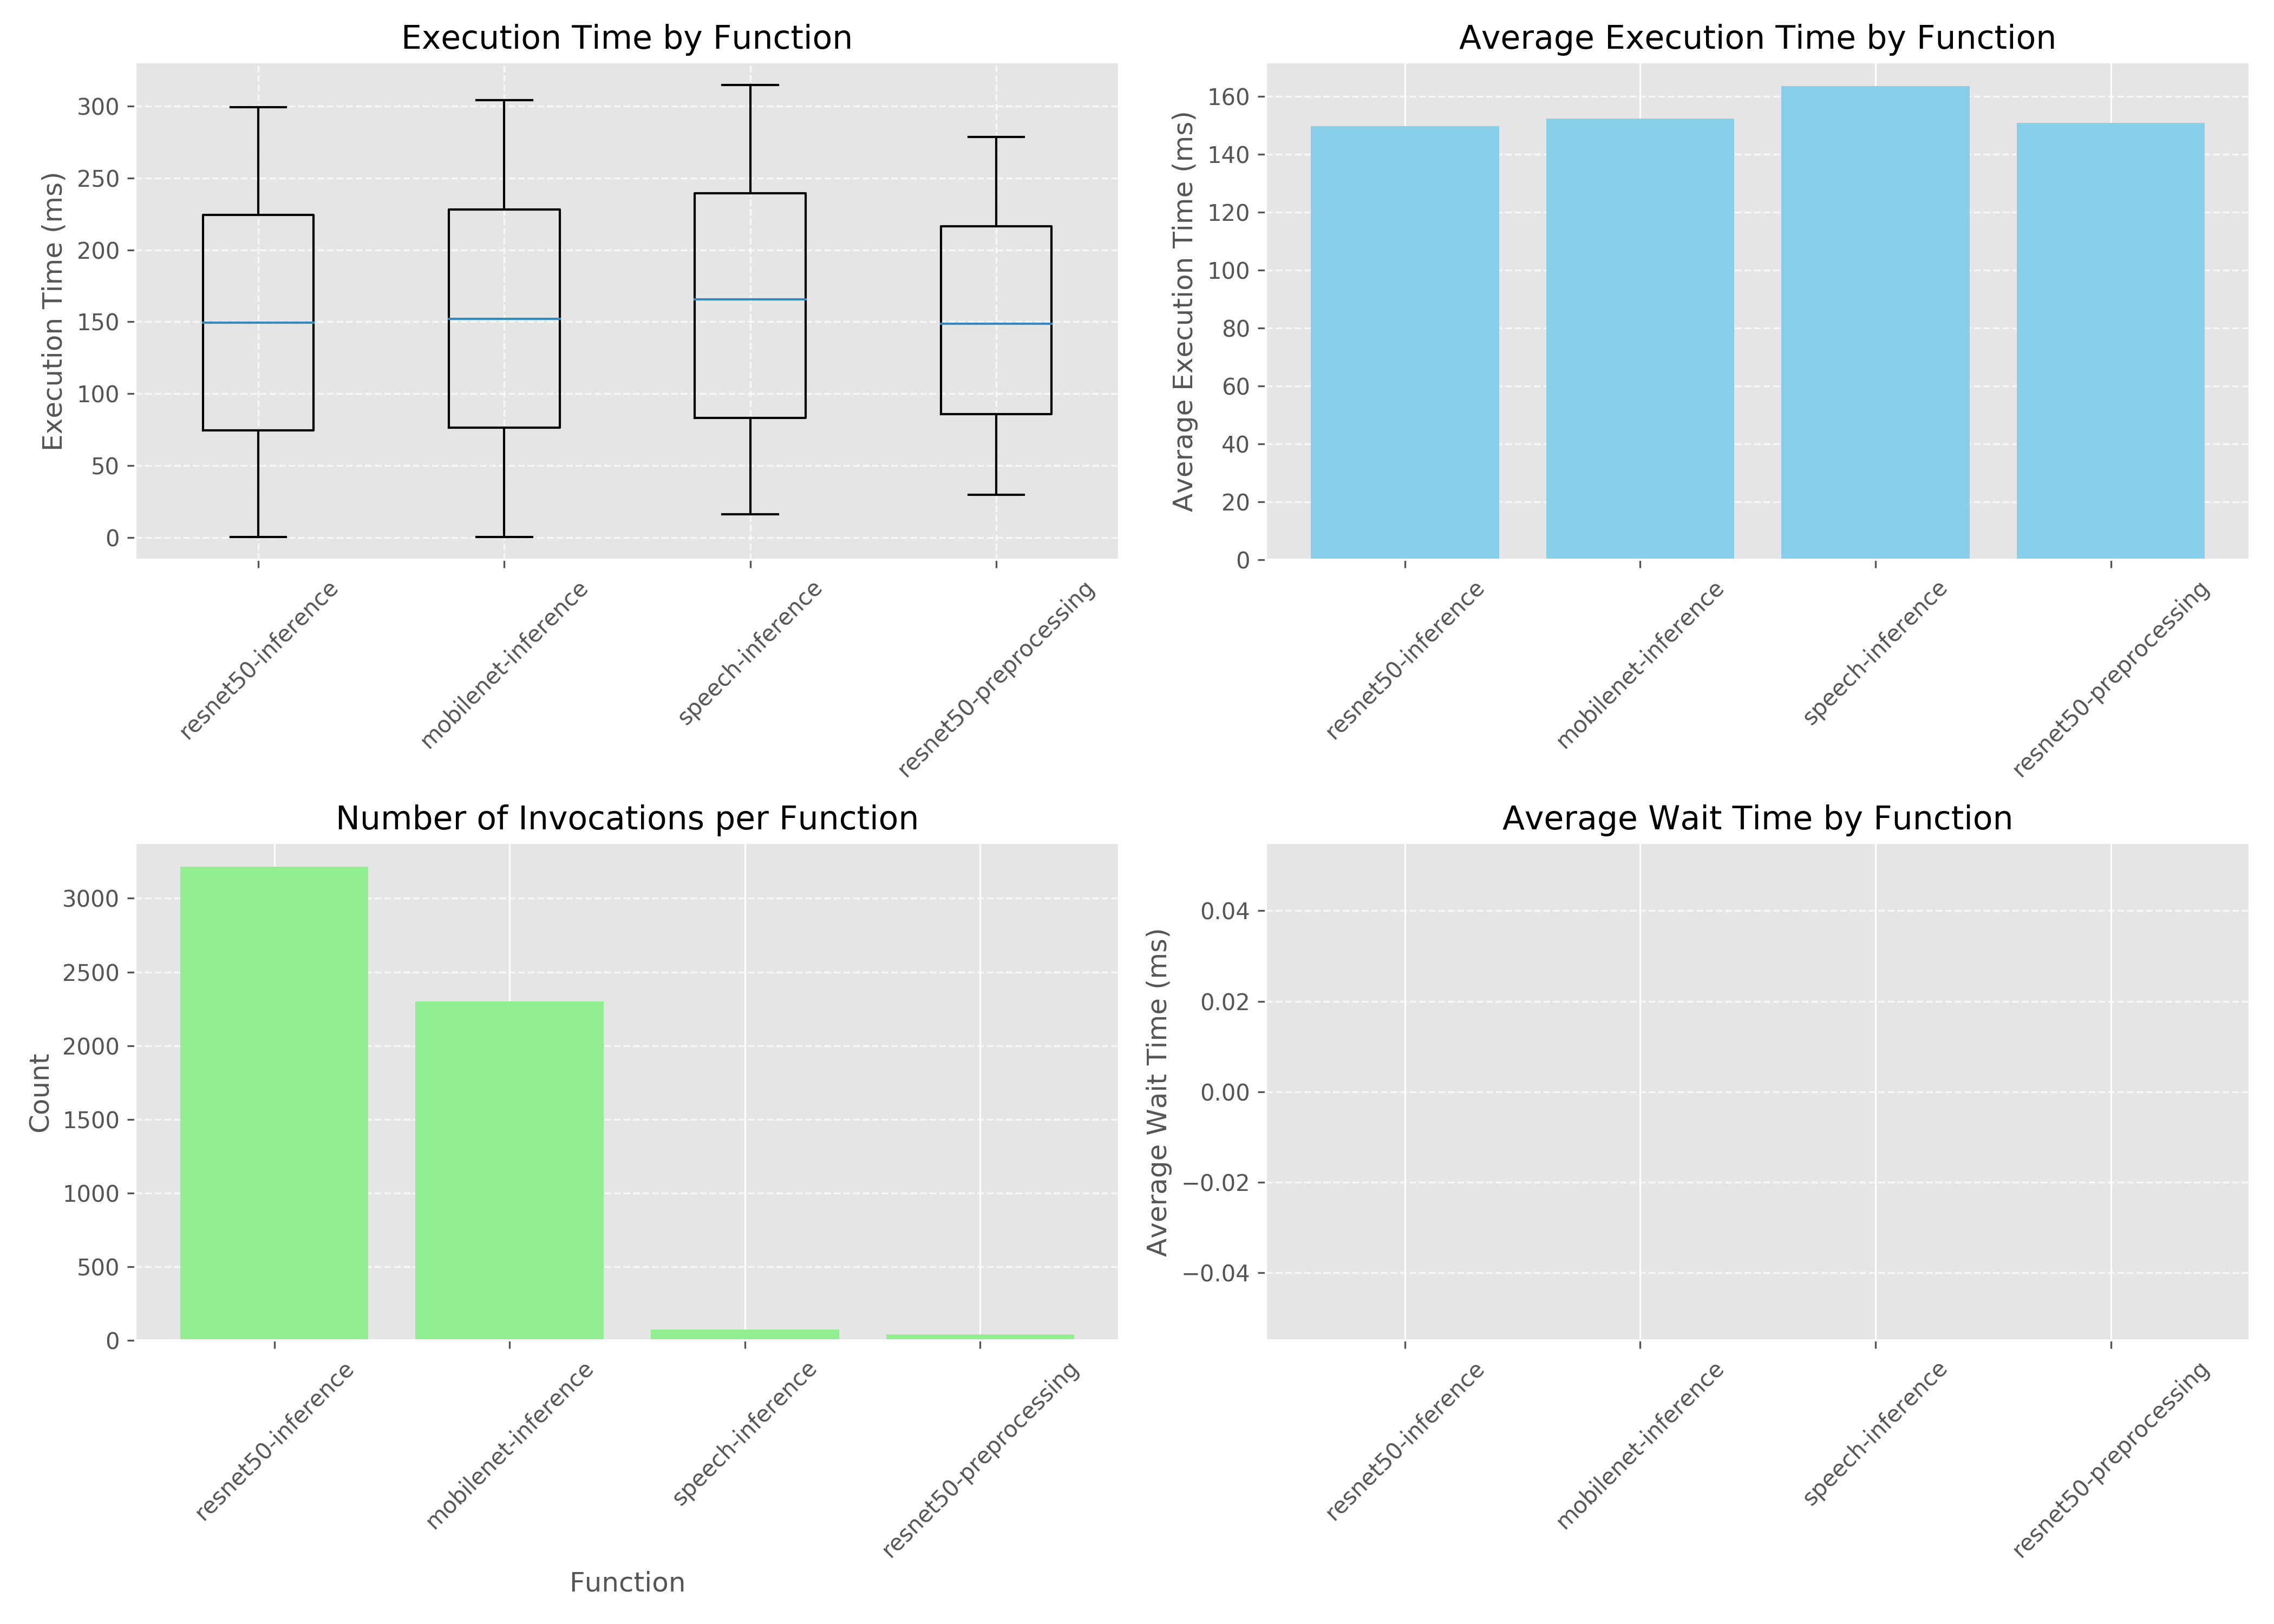 Execution Time by Function
Execution Time (ms)
300
250
200
150
100
50
0
resnet50-inference
mobilenet-inference
speech-inference
resnet50-preprocessing
Average Execution Time by Function
Average Execution Time (ms)
160
140
120
100
80
60
40
20
0
resnet50-inference
mobilenet-inference
speech-inference
resnet50-preprocessing
Number of Invocations per Function
Count
3000
2500
2000
1500
1000
500
0
resnet50-inference
mobilenet-inference
speech-inference
resnet50-preprocessing
Function
Average Wait Time by Function
Average Wait Time (ms)
0.04
0.02
0.00
−0.02
−0.04
resnet50-inference
mobilenet-inference
speech-inference
resnet50-preprocessing